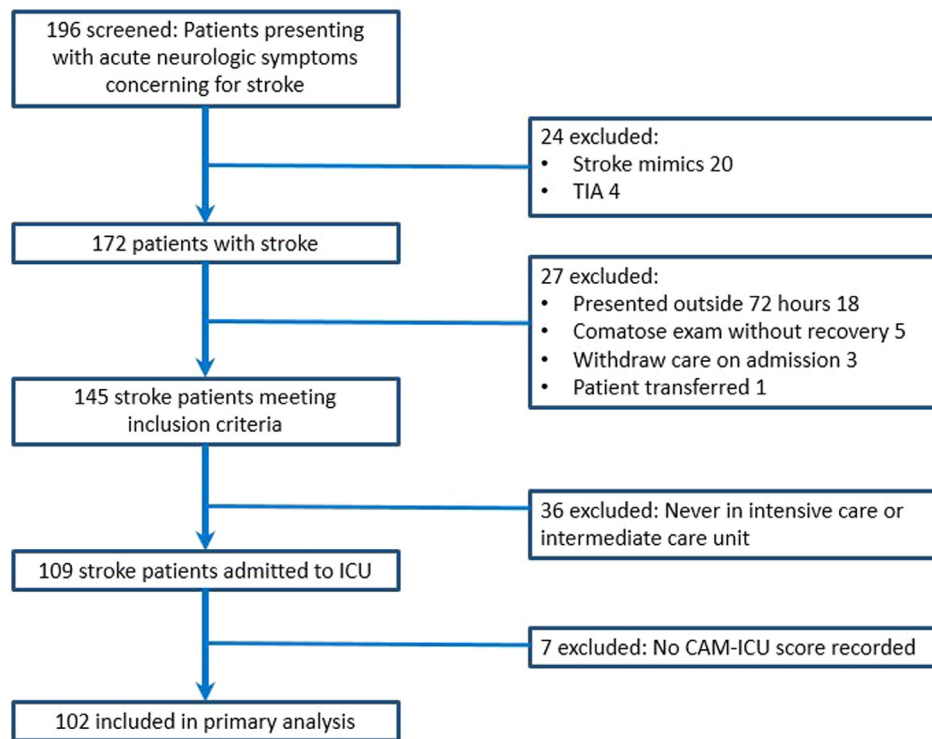 196 screened: Patients presenting
with acute neurologic symptoms
concerning for stroke
24 excluded:
• Stroke mimics 20
• TIA 4
172 patients with stroke
27 excluded:
• Presented outside 72 hours 18
• Comatose exam without recovery 5
• Withdraw care on admission 3
• Patient transferred 1
145 stroke patients meeting
inclusion criteria
36 excluded: Never in intensive care or
intermediate care unit
109 stroke patients admitted to ICU
7 excluded: No CAM-ICU score recorded
102 included in primary analysis